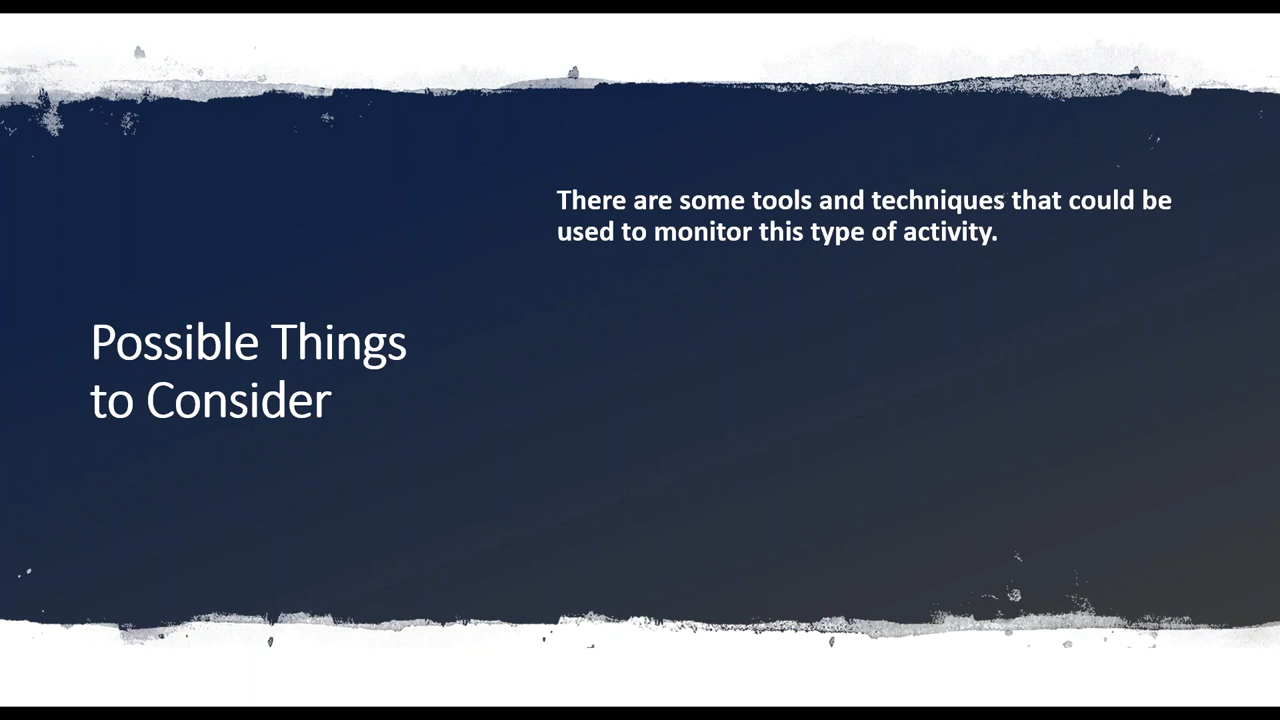 Possible Things
to Consider
There are some tools and techniques that could be
used to monitor this type of activity.